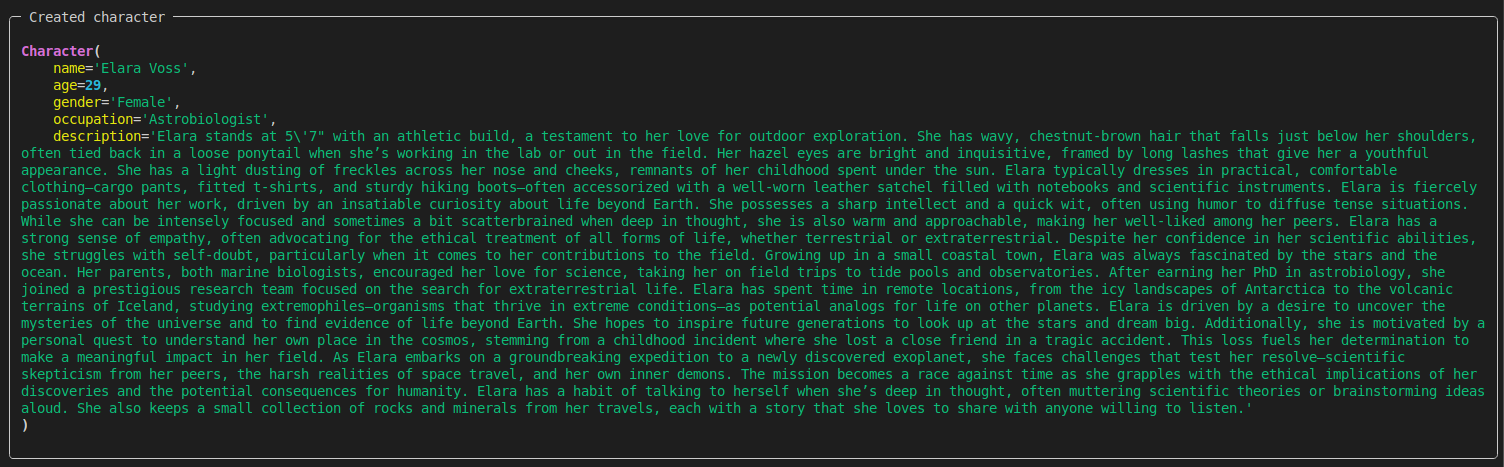 Created character
Character(
    name='Elara Voss',
    age=29,
    gender='Female',
    occupation='Astrobiologist',
    description='Elara stands at 5\'7" with an athletic build, a testament to her love for outdoor exploration. She has wavy, chestnut-brown hair that falls just below her shoulders,
often tied back in a loose ponytail when she’s working in the lab or out in the field. Her hazel eyes are bright and inquisitive, framed by long lashes that give her a youthful
appearance. She has a light dusting of freckles across her nose and cheeks, remnants of her childhood spent under the sun. Elara typically dresses in practical, comfortable
clothing—cargo pants, fitted t-shirts, and sturdy hiking boots—often accessorized with a well-worn leather satchel filled with notebooks and scientific instruments. Elara is fiercely
passionate about her work, driven by an insatiable curiosity about life beyond Earth. She possesses a sharp intellect and a quick wit, often using humor to diffuse tense situations.
While she can be intensely focused and sometimes a bit scatterbrained when deep in thought, she is also warm and approachable, making her well-liked among her peers. Elara has a
strong sense of empathy, often advocating for the ethical treatment of all forms of life, whether terrestrial or extraterrestrial. Despite her confidence in her scientific abilities,
she struggles with self-doubt, particularly when it comes to her contributions to the field. Growing up in a small coastal town, Elara was always fascinated by the stars and the
ocean. Her parents, both marine biologists, encouraged her love for science, taking her on field trips to tide pools and observatories. After earning her PhD in astrobiology, she
joined a prestigious research team focused on the search for extraterrestrial life. Elara has spent time in remote locations, from the icy landscapes of Antarctica to the volcanic
terrains of Iceland, studying extremophiles—organisms that thrive in extreme conditions—as potential analogs for life on other planets. Elara is driven by a desire to uncover the
mysteries of the universe and to find evidence of life beyond Earth. She hopes to inspire future generations to look up at the stars and dream big. Additionally, she is motivated by a
personal quest to understand her own place in the cosmos, stemming from a childhood incident where she lost a close friend in a tragic accident. This loss fuels her determination to
make a meaningful impact in her field. As Elara embarks on a groundbreaking expedition to a newly discovered exoplanet, she faces challenges that test her resolve—scientific
skepticism from her peers, the harsh realities of space travel, and her own inner demons. The mission becomes a race against time as she grapples with the ethical implications of her
discoveries and the potential consequences for humanity. Elara has a habit of talking to herself when she’s deep in thought, often muttering scientific theories or brainstorming ideas
aloud. She also keeps a small collection of rocks and minerals from her travels, each with a story that she loves to share with anyone willing to listen.'
)